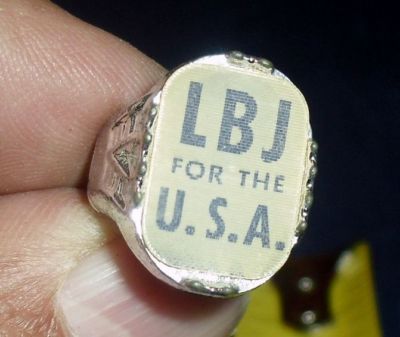 LBJ
FOR THE
U.S.A.